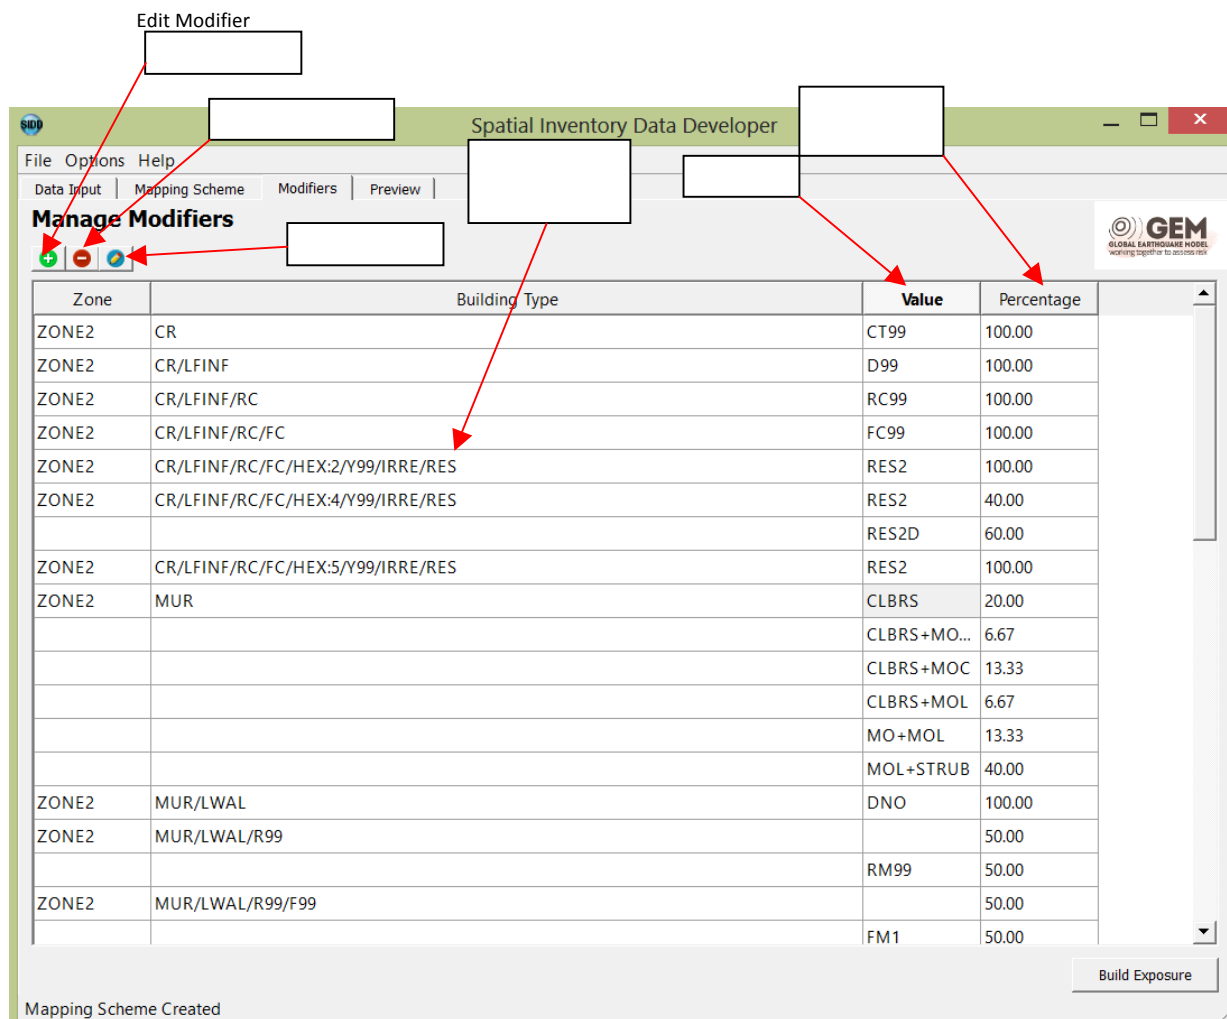 Edit Modifier
SIDD
Spatial Inventory Data Developer
File Options Help
Data Input Mapping Scheme Modifiers Preview
Manage Modifiers
GEM
GLOBAL EARTHQUAKE MODEL
working together to assess risk
Zone Building Type Value Percentage
ZONE2 CR CT99 100.00
ZONE2 CR/LFINF D99 100.00
ZONE2 CR/LFINF/RC RC99 100.00
ZONE2 CR/LFINF/RC/FC FC99 100.00
ZONE2 CR/LFINF/RC/FC/HEX:2/Y99/IRRE/RES RES2 100.00
ZONE2 CR/LFINF/RC/FC/HEX:4/Y99/IRRE/RES RES2 40.00
RES2D 60.00
ZONE2 CR/LFINF/RC/FC/HEX:5/Y99/IRRE/RES RES2 100.00
ZONE2 MUR CLBRS 20.00
CLBRS+MO... 6.67
CLBRS+MOC 13.33
CLBRS+MOL 6.67
MO+MOL 13.33
MOL+STRUB 40.00
ZONE2 MUR/LWAL DNO 100.00
ZONE2 MUR/LWAL/R99 50.00
RM99 50.00
ZONE2 MUR/LWAL/R99/F99 50.00
FM1 50.00
Build Exposure
Mapping Scheme Created